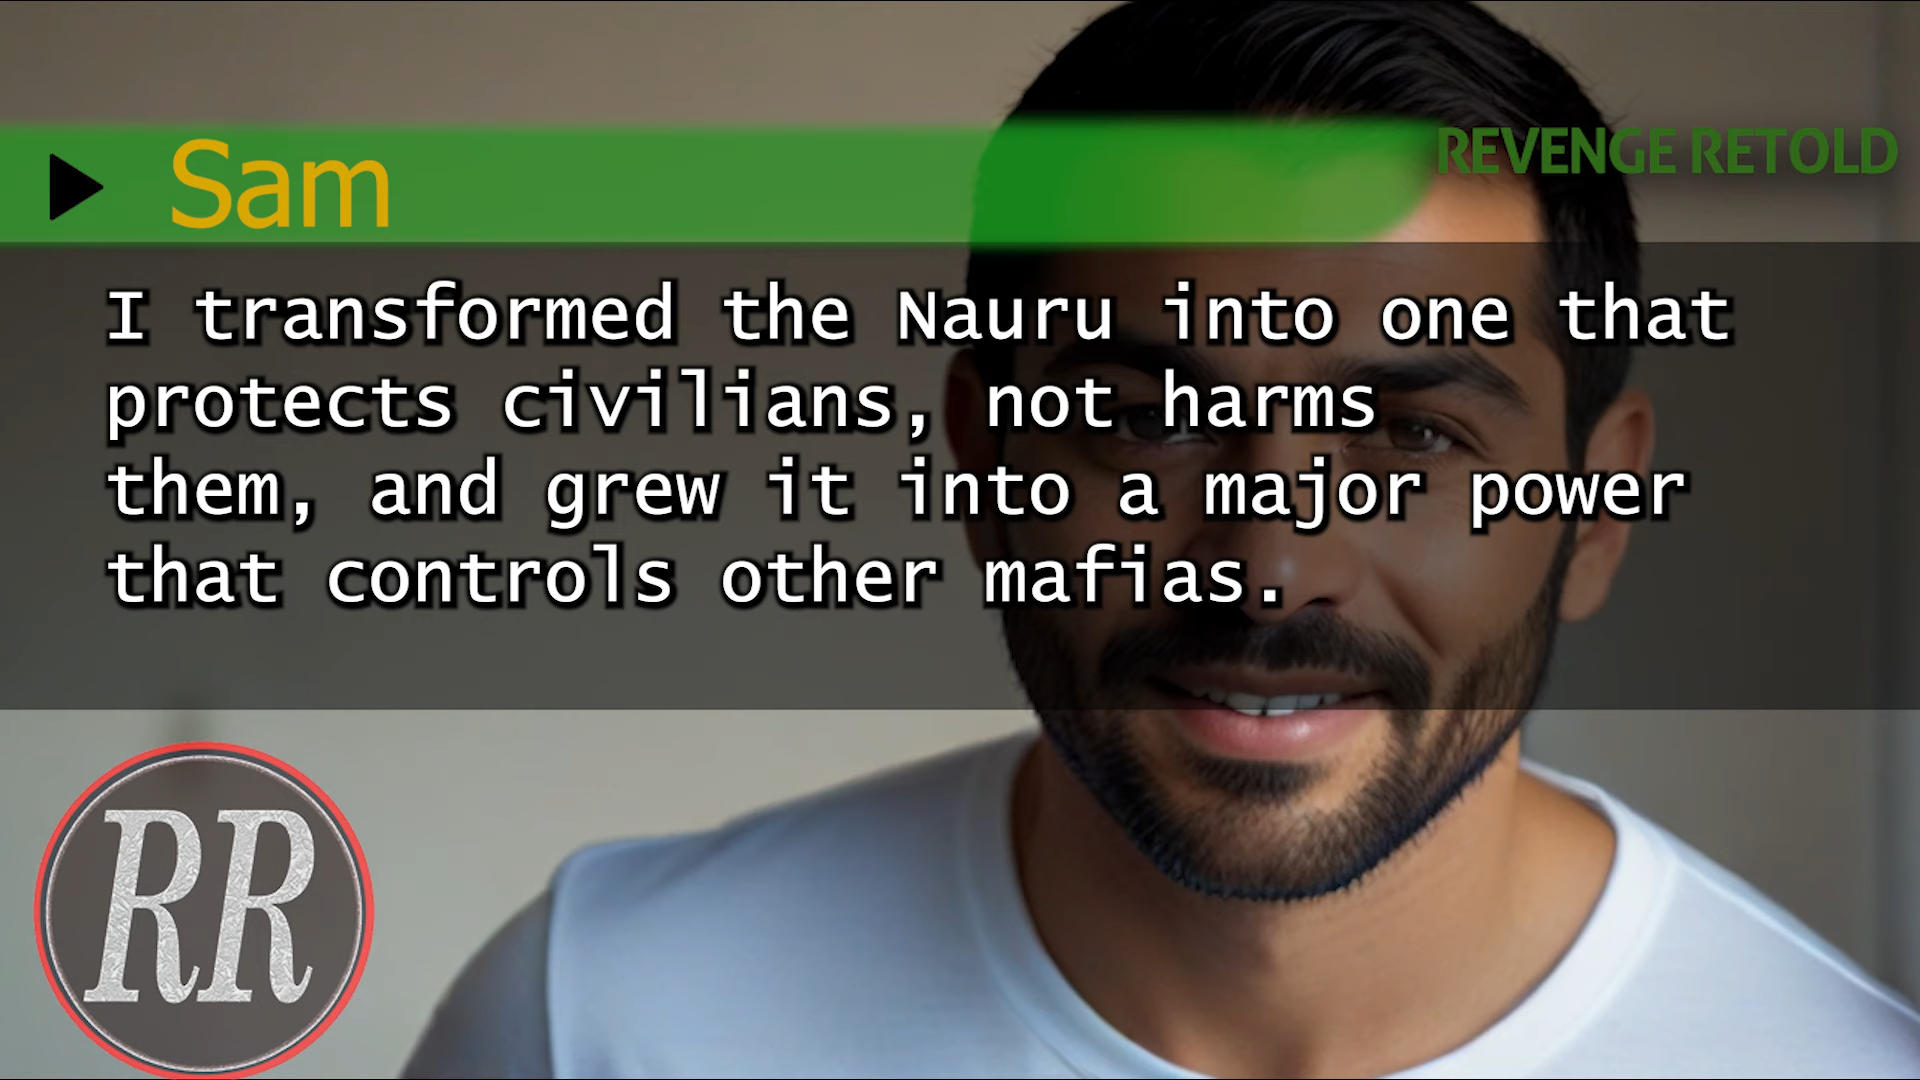 Sam
REVENGE RETOLD
I transformed the Nauru into one that
protects civilians, not harms
them, and grew it into a major power
that controls other mafias.
RR